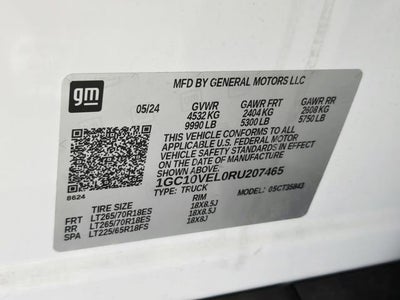 gm
MFD BY GENERAL MOTORS LLC
05/24 GVWR GAWR FRT GAWR RR
4532 KG 2404 KG 2608 KG
9990 LB 5300 LB 5750 LB
THIS VEHICLE CONFORMS TO ALL
APPLICABLE U.S. FEDERAL MOTOR
VEHICLE SAFETY STANDARDS IN EFFECT
ON THE DATE OF MANUFACTURE
SHOWN ABOVE.
1GC10VEL0RU207465
TYPE: TRUCK MODEL:
8624 TIRE SIZE RIM
FRT LT265/70R18ES 18X8.5J
RR LT265/70R18ES 18X8.5J
SPA LT225/65R18FS 18X8J